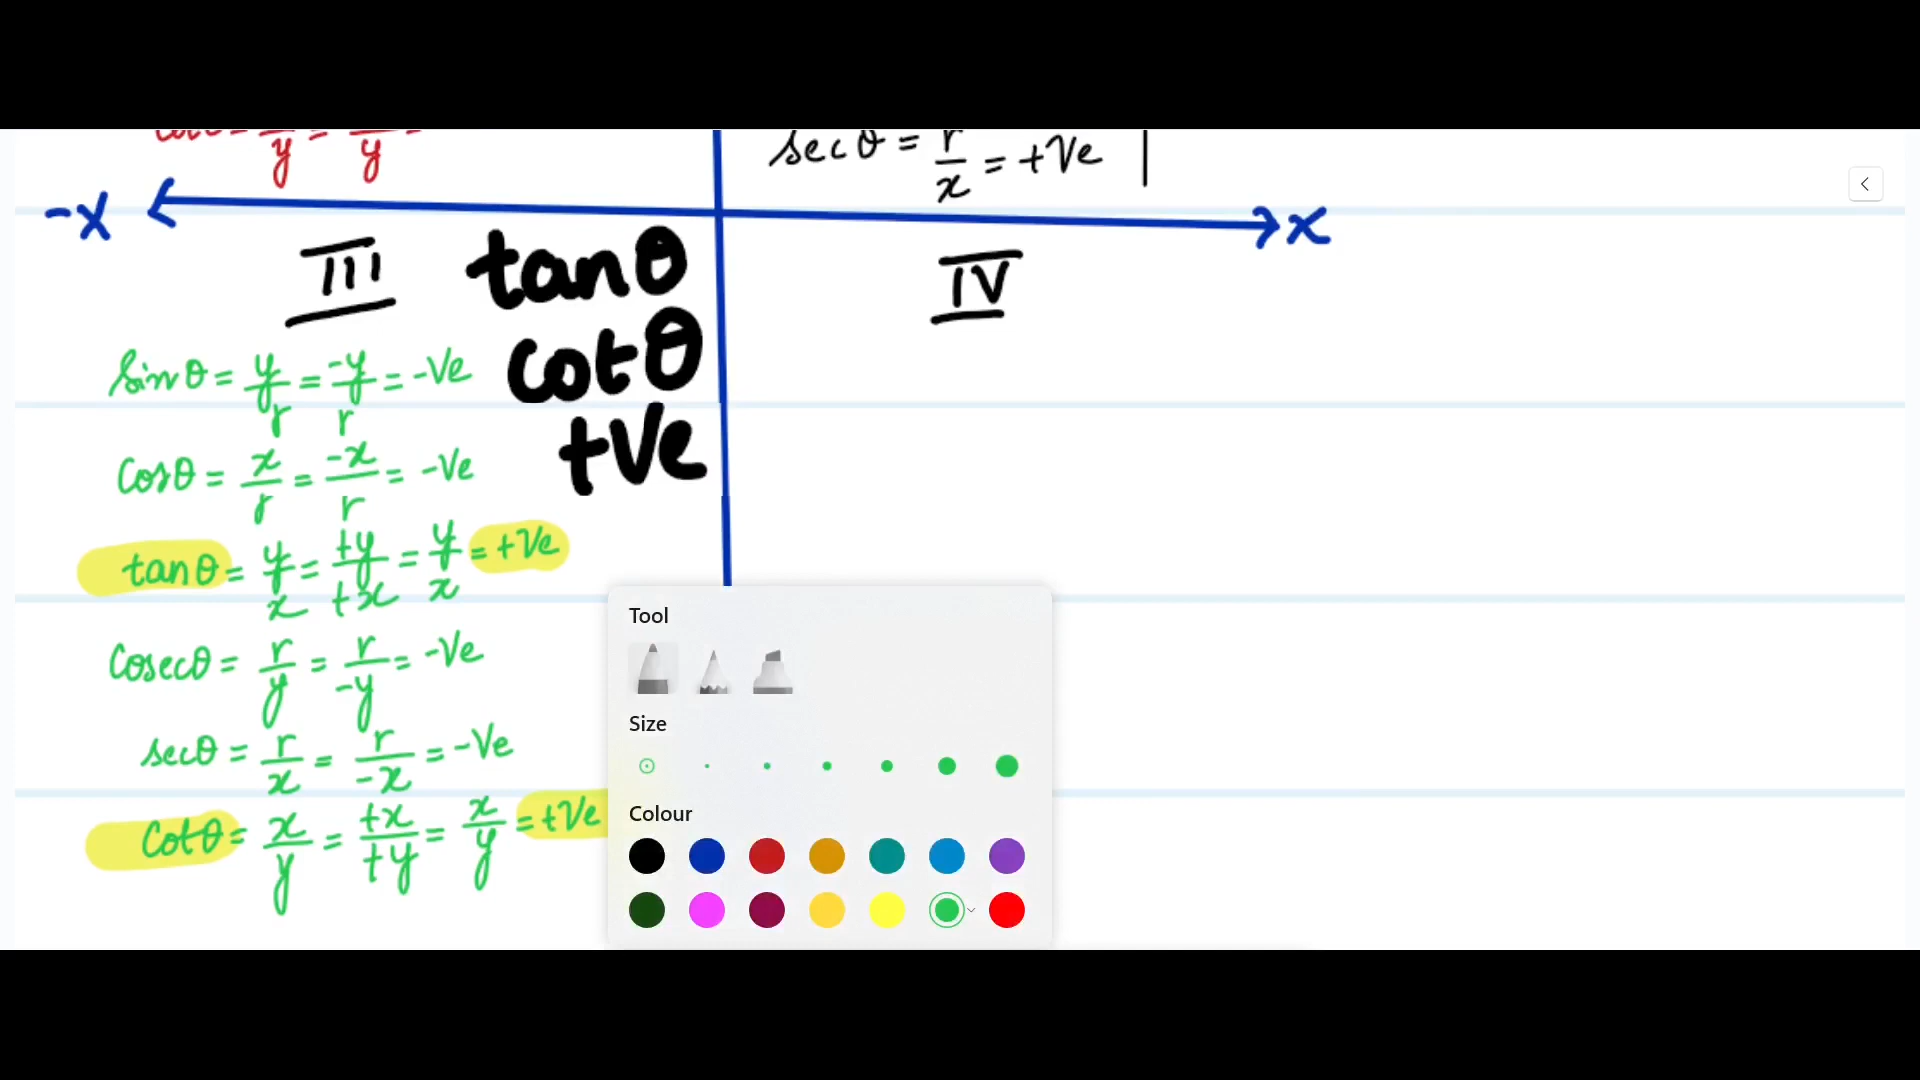 cotθ = x/y = /y =
secθ = r/x = +Ve |
-X
x
III
tanθ
cotθ
+Ve
IV
Sinθ = y/r = -y/r = -Ve
Cosθ = x/r = -x/r = -Ve
tanθ = y/x = +y/+x = y/x = +Ve
Cosecθ = r/y = r/-y = -Ve
secθ = r/x = r/-x = -Ve
Cotθ = x/y = +x/+y = x/y = +Ve
Tool
Size
Colour